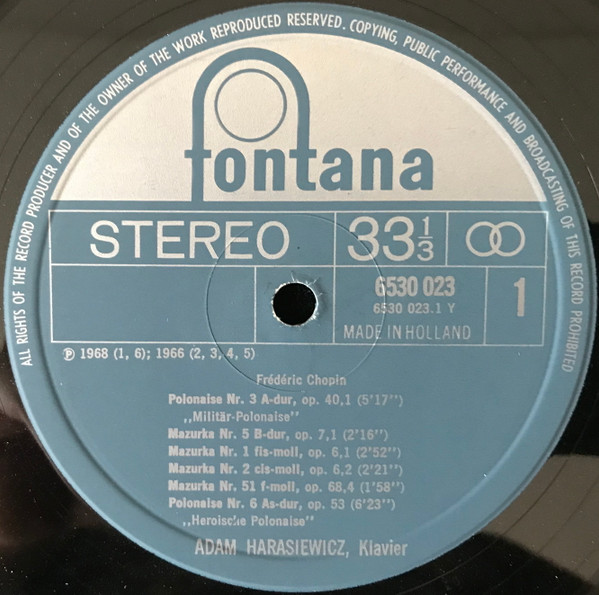 ALL RIGHTS OF THE RECORD PRODUCER AND OF THE OWNER OF THE WORK REPRODUCED RESERVED. COPYING, PUBLIC PERFORMANCE AND BROADCASTING OF THIS RECORD PROHIBITED
fontana
STEREO 33 1/3
6530 023
6530 023.1 Y
1
MADE IN HOLLAND
℗ 1968 (1, 6); 1966 (2, 3, 4, 5)
Frédéric Chopin
Polonaise Nr. 3 A-dur, op. 40,1 (5'17'')
,,Militär-Polonaise''
Mazurka Nr. 5 B-dur, op. 7,1 (2'16'')
Mazurka Nr. 1 fis-moll, op. 6,1 (2'52'')
Mazurka Nr. 2 cis-moll, op. 6,2 (2'21'')
Mazurka Nr. 51 f-moll, op. 68,4 (1'58'')
Polonaise Nr. 6 As-dur, op. 53 (6'23'')
,,Heroische Polonaise''
ADAM HARASIEWICZ, Klavier